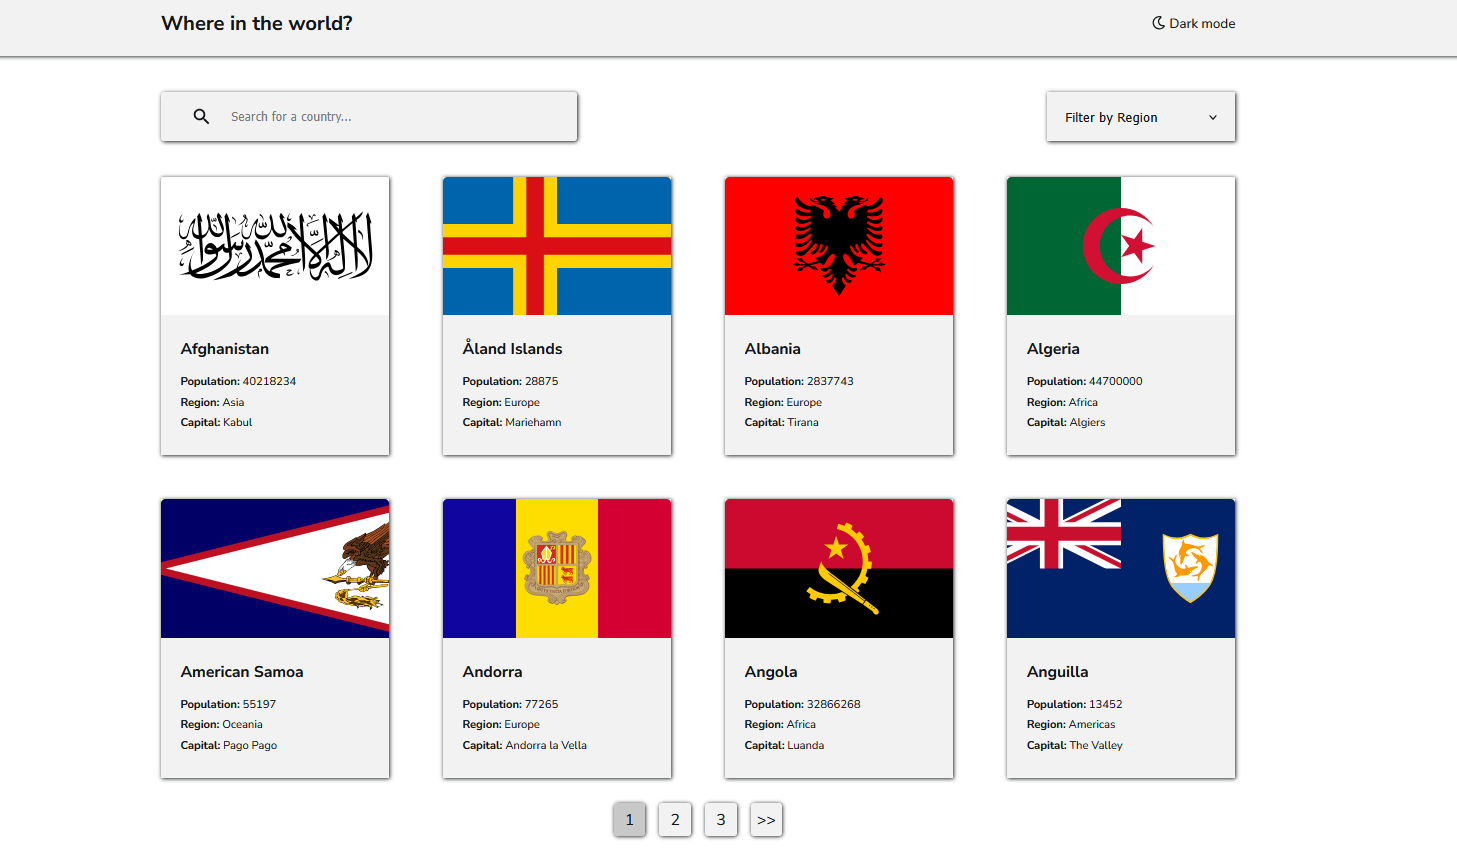 Where in the world?
Dark mode
Search for a country...
Filter by Region
لا إله إلا الله محمد رسول الله
Afghanistan
Population: 40218234
Region: Asia
Capital: Kabul
Åland Islands
Population: 28875
Region: Europe
Capital: Mariehamn
Albania
Population: 2837743
Region: Europe
Capital: Tirana
Algeria
Population: 44700000
Region: Africa
Capital: Algiers
American Samoa
Population: 55197
Region: Oceania
Capital: Pago Pago
Andorra
Population: 77265
Region: Europe
Capital: Andorra la Vella
Angola
Population: 32866268
Region: Africa
Capital: Luanda
Anguilla
Population: 13452
Region: Americas
Capital: The Valley
1
2
3
>>